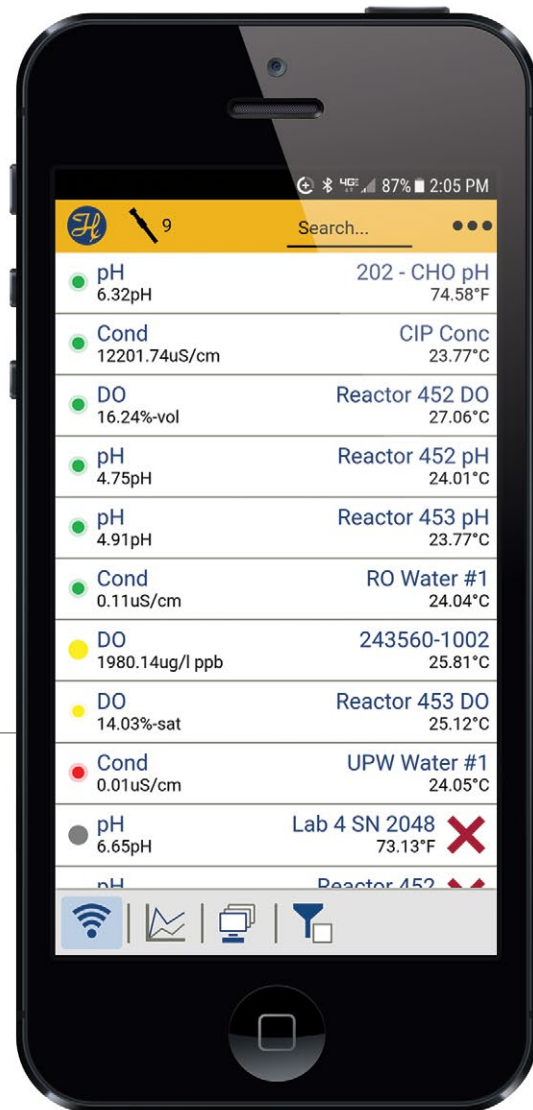 4GE 87% 2:05 PM
H
9 Search...
pH 202 - CHO pH
6.32pH 74.58°F
Cond CIP Conc
12201.74uS/cm 23.77°C
DO Reactor 452 DO
16.24%-vol 27.06°C
pH Reactor 452 pH
4.75pH 24.01°C
pH Reactor 453 pH
4.91pH 23.77°C
Cond RO Water #1
0.11uS/cm 24.04°C
DO 243560-1002
1980.14ug/l ppb 25.81°C
DO Reactor 453 DO
14.03%-sat 25.12°C
Cond UPW Water #1
0.01uS/cm 24.05°C
pH Lab 4 SN 2048
6.65pH 73.13°F
pH Reactor 452